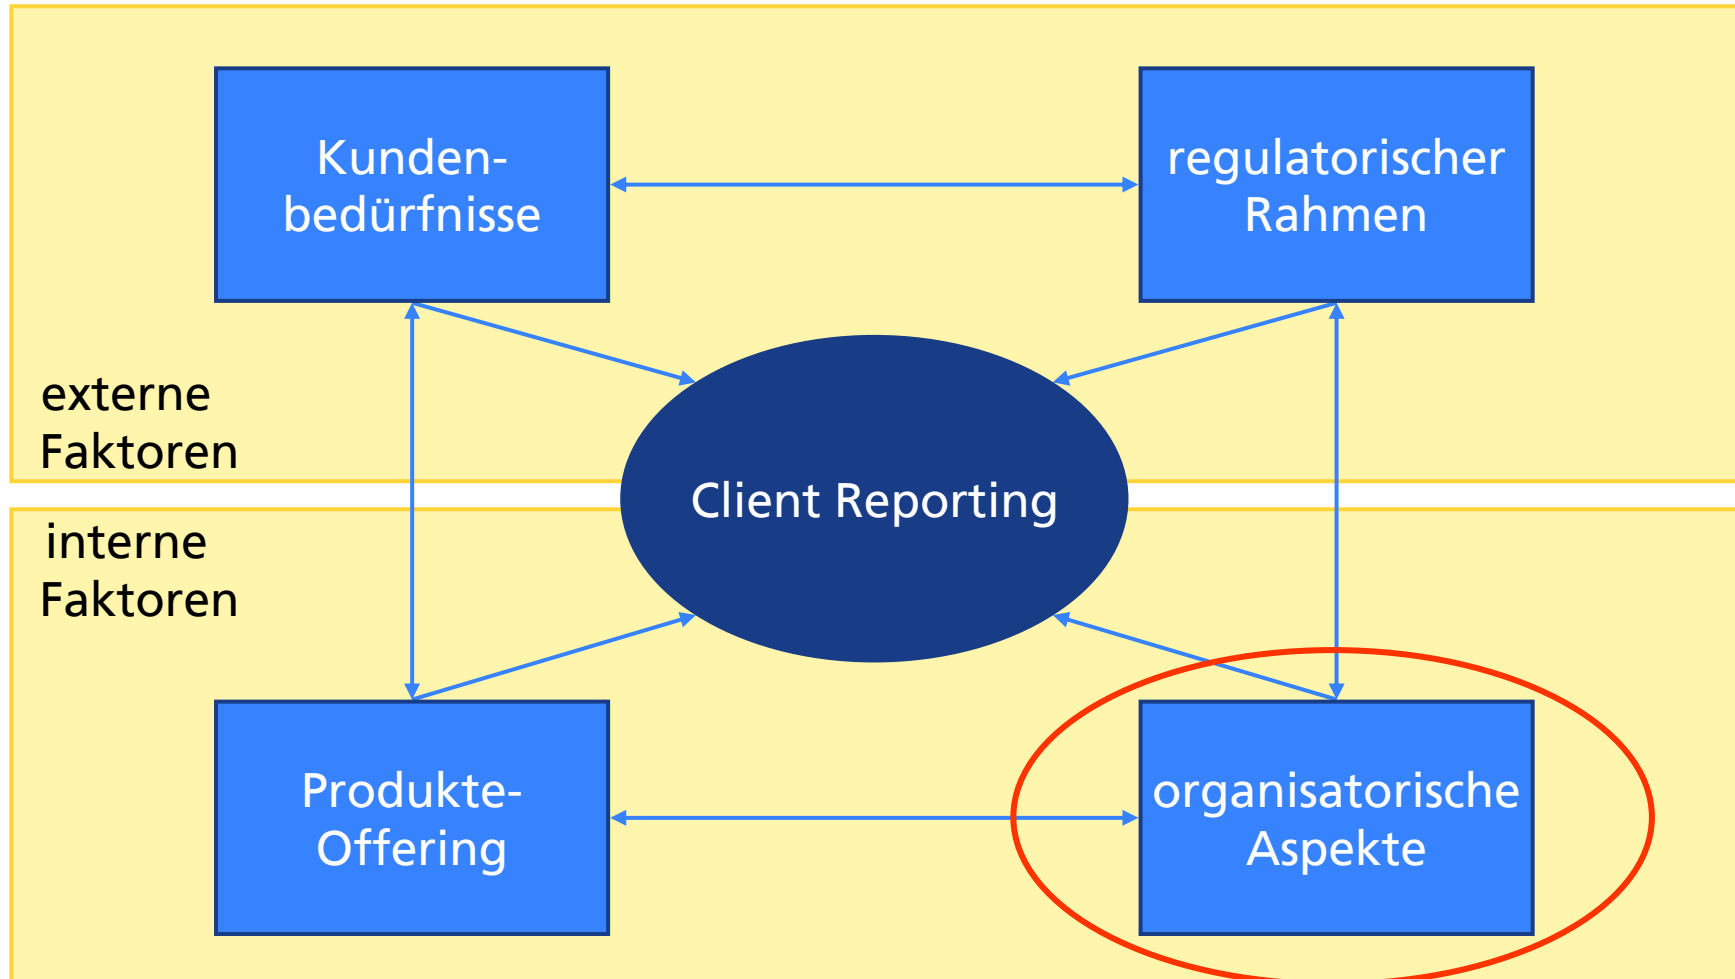 Kunden-
bedürfnisse
regulatorischer
Rahmen
externe
Faktoren
Client Reporting
interne
Faktoren
Produkte-
Offering
organisatorische
Aspekte